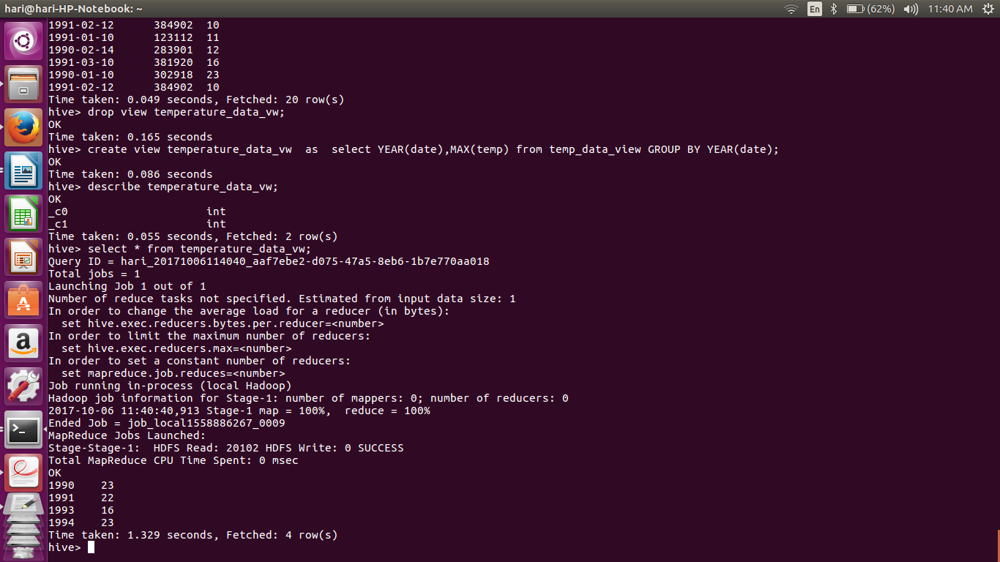 hari@hari-HP-Notebook: ~
En
(62%)
11:40 AM
1991-02-12      384902  10
1991-01-10      123112  11
1990-02-14      283901  12
1991-03-10      381920  16
1990-01-10      302918  23
1991-02-12      384902  10
Time taken: 0.049 seconds, Fetched: 20 row(s)
hive> drop view temperature_data_vw;
OK
Time taken: 0.165 seconds
hive> create view temperature_data_vw  as  select YEAR(date),MAX(temp) from temp_data_view GROUP BY YEAR(date);
OK
Time taken: 0.086 seconds
hive> describe temperature_data_vw;
OK
_c0                     int
_c1                     int
Time taken: 0.055 seconds, Fetched: 2 row(s)
hive> select * from temperature_data_vw;
Query ID = hari_20171006114040_aaf7ebe2-d075-47a5-8eb6-1b7e770aa018
Total jobs = 1
Launching Job 1 out of 1
Number of reduce tasks not specified. Estimated from input data size: 1
In order to change the average load for a reducer (in bytes):
  set hive.exec.reducers.bytes.per.reducer=<number>
In order to limit the maximum number of reducers:
  set hive.exec.reducers.max=<number>
In order to set a constant number of reducers:
  set mapreduce.job.reduces=<number>
Job running in-process (local Hadoop)
Hadoop job information for Stage-1: number of mappers: 0; number of reducers: 0
2017-10-06 11:40:40,913 Stage-1 map = 100%,  reduce = 100%
Ended Job = job_local1558886267_0009
MapReduce Jobs Launched:
Stage-Stage-1:  HDFS Read: 20102 HDFS Write: 0 SUCCESS
Total MapReduce CPU Time Spent: 0 msec
OK
1990    23
1991    22
1993    16
1994    23
Time taken: 1.329 seconds, Fetched: 4 row(s)
hive>